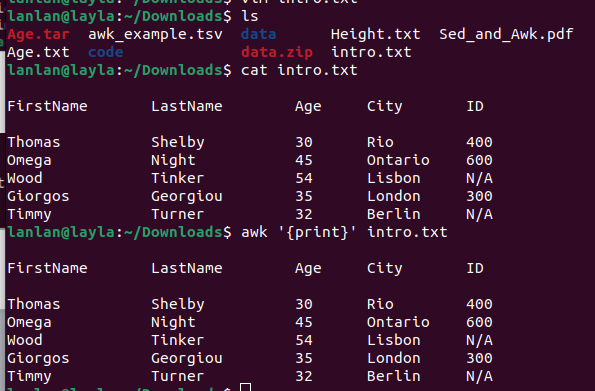 ls
Age.tar awk_example.tsv data Height.txt Sed_and_Awk.pdf
Age.txt code data.zip intro.txt
lanlan@layla:~/Downloads$ cat intro.txt
FirstName LastName Age City ID
Thomas Shelby 30 Rio 400
Omega Night 45 Ontario 600
Wood Tinker 54 Lisbon N/A
Giorgos Georgiou 35 London 300
Timmy Turner 32 Berlin N/A
lanlan@layla:~/Downloads$ awk '{print}' intro.txt
FirstName LastName Age City ID
Thomas Shelby 30 Rio 400
Omega Night 45 Ontario 600
Wood Tinker 54 Lisbon N/A
Giorgos Georgiou 35 London 300
Timmy Turner 32 Berlin N/A
lanlan@layla:~/Downloads$